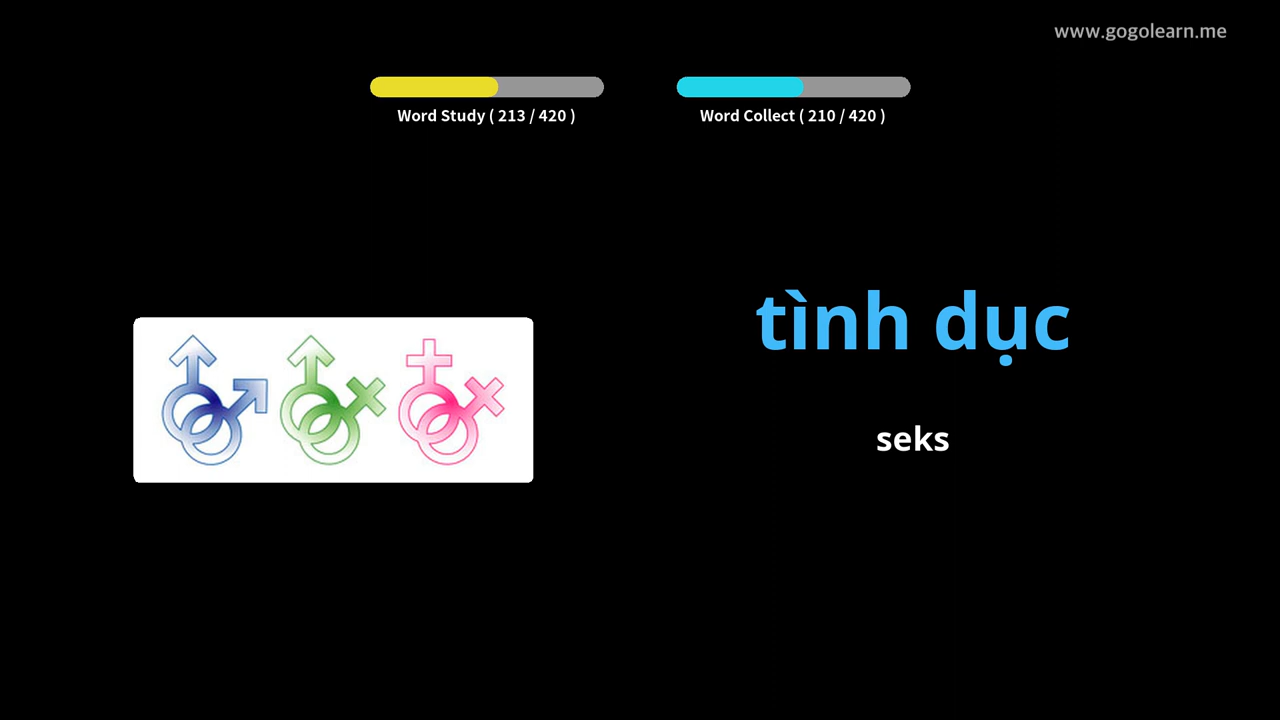 www.gogolearn.me
Word Study ( 213 / 420 )
Word Collect ( 210 / 420 )
tình dục
seks